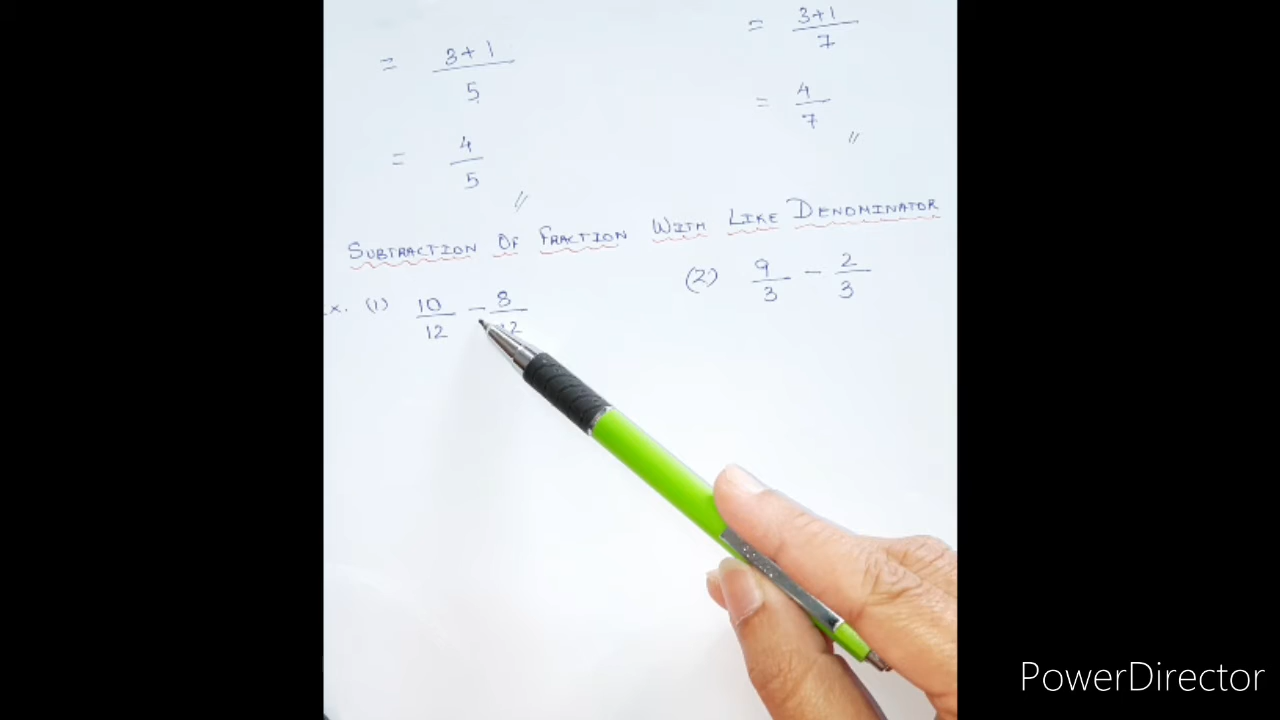 = 3+1/5
= 4/5 //
= 3+1/7
= 4/7 //
SUBTRACTION OF FRACTION WITH LIKE DENOMINATOR
x. (1) 10/12 - 8/12
(2) 9/3 - 2/3
PowerDirector